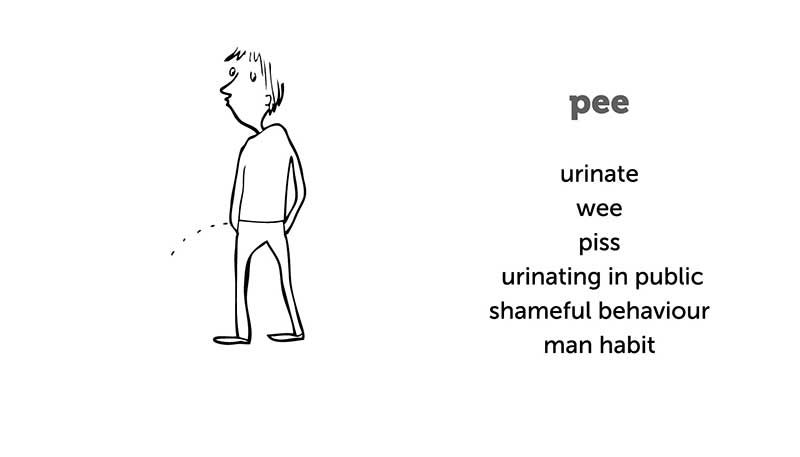 pee
urinate
wee
piss
urinating in public
shameful behaviour
man habit